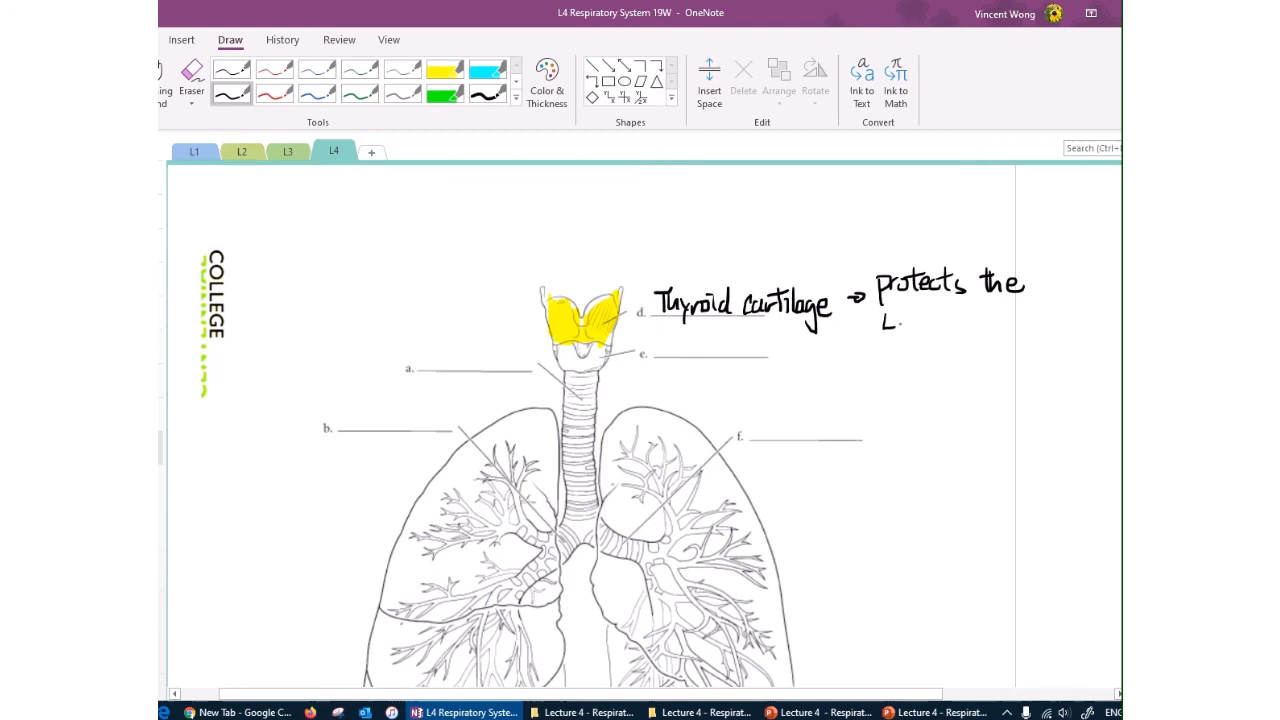 L4 Respiratory System 19W - OneNote
Vincent Wong
Insert Draw History Review View
Eraser
Color & Thickness
Insert Space
Delete
Arrange
Rotate
Ink to Text
Ink to Math
Tools
Shapes
Edit
Convert
L1 L2 L3 L4 +
Search (Ctrl+
COLLEGE
d. Thyroid cartilage → protects the
L
e.
a.
b.
f.
New Tab - Google C...
L4 Respiratory Syste...
Lecture 4 - Respirat...
Lecture 4 - Respirat...
Lecture 4 - Respirat...
Lecture 4 - Respirat...
ENG